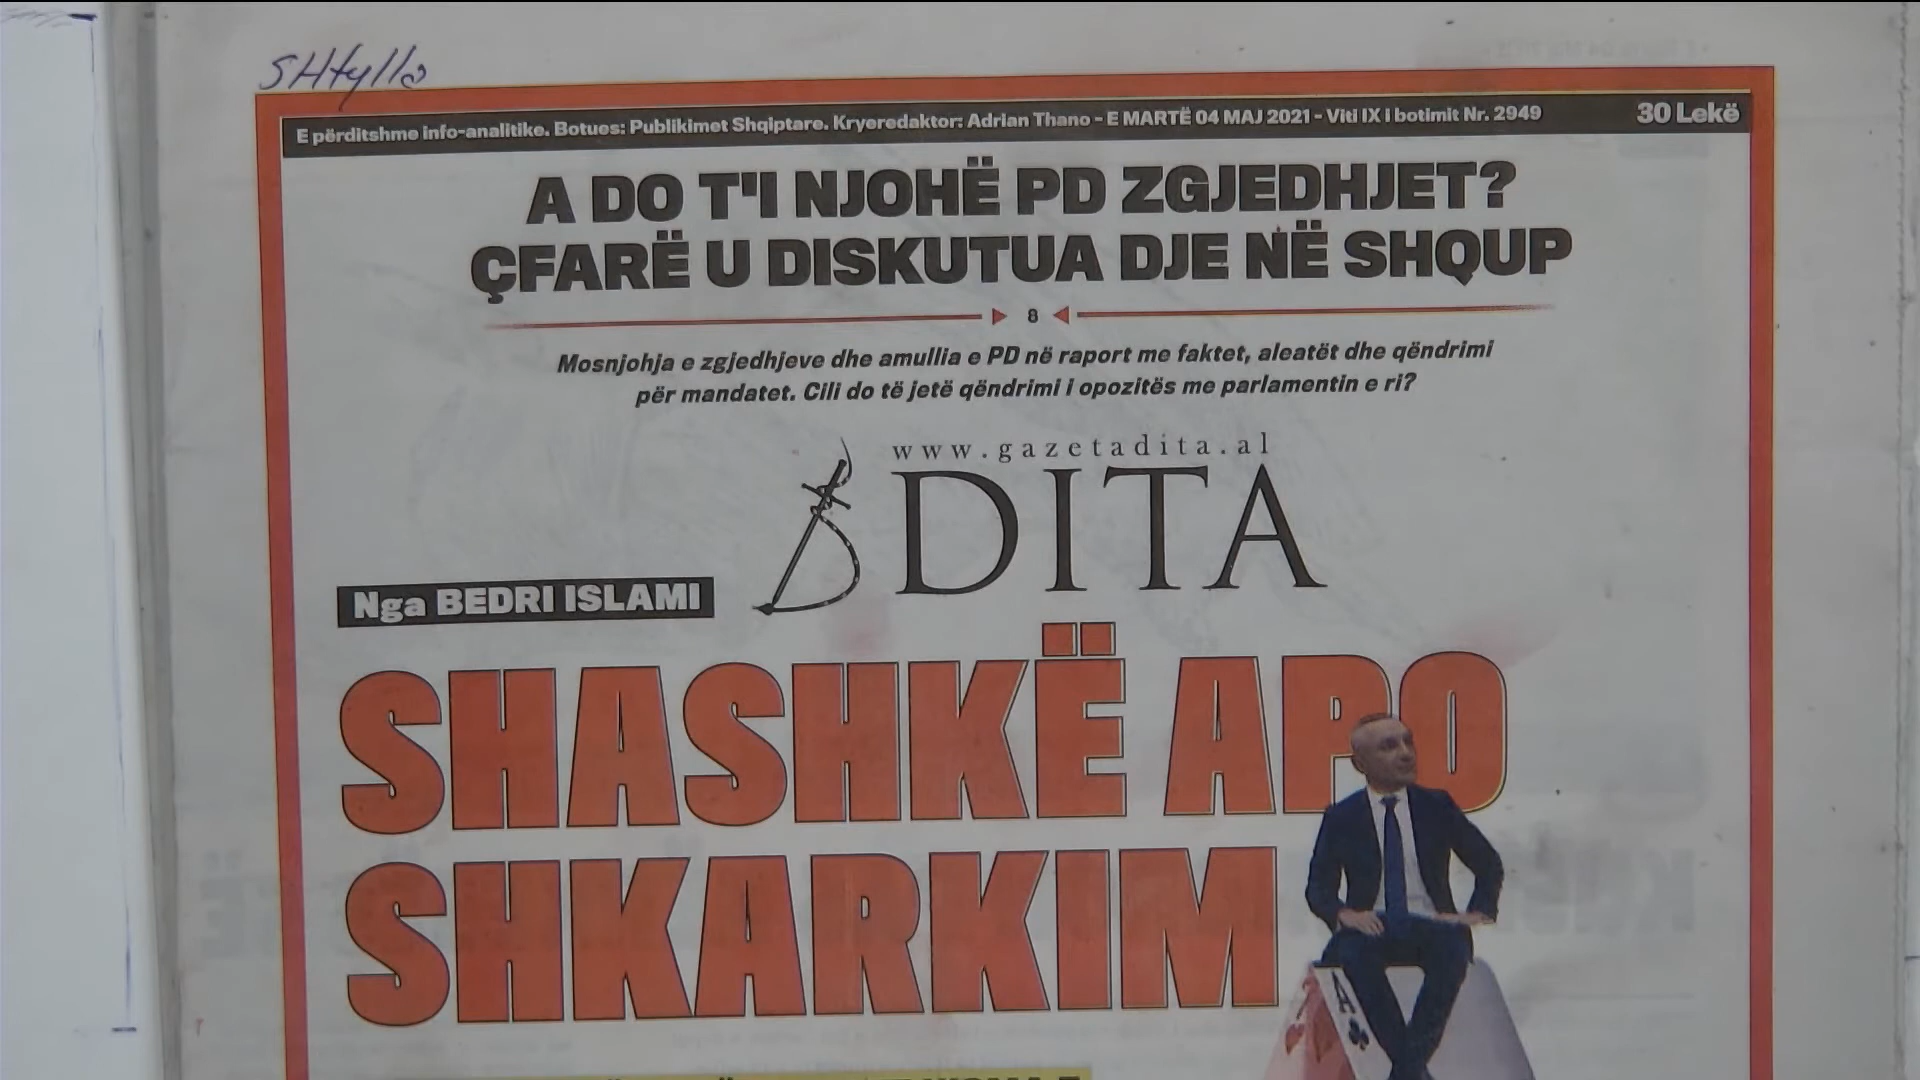 SHtylla
E përditshme info-analitike. Botues: Publikimet Shqiptare. Kryeredaktor: Adrian Thano - E MARTË 04 MAJ 2021 - Viti IX i botimit Nr. 2949
30 Lekë
A DO T'I NJOHË PD ZGJEDHJET?
ÇFARË U DISKUTUA DJE NË SHQUP
8
Mosnjohja e zgjedhjeve dhe amullia e PD në raport me faktet, aleatët dhe qëndrimi
për mandatet. Cili do të jetë qëndrimi i opozitës me parlamentin e ri?
www.gazetadita.al
DITA
Nga BEDRI ISLAMI
SHASHKË APO
SHKARKIM
A